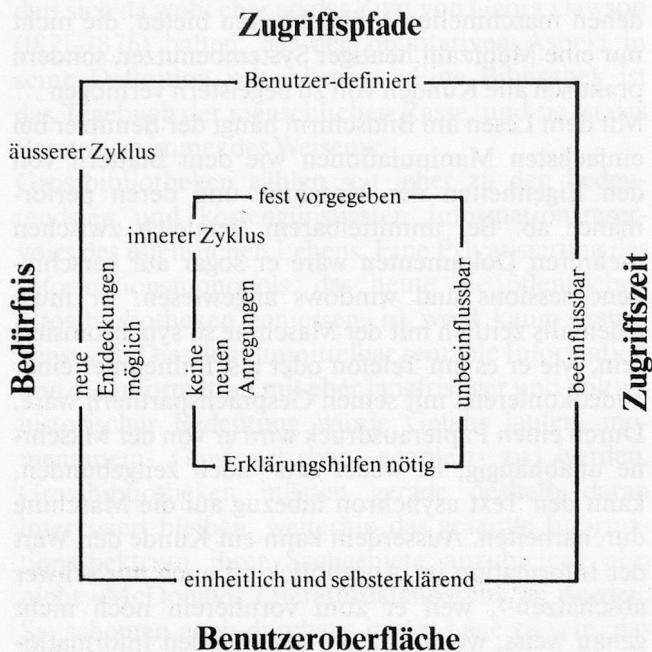 Zugriffspfade
Benutzer-definiert
äusserer Zyklus
fest vorgegeben
innerer Zyklus
Bedürfnis
neue
Entdeckungen
möglich
keine
neuen
Anregungen
unbeeinflussbar
beeinflussbar
Zugriffszeit
Erklärungshilfen nötig
einheitlich und selbsterklärend
Benutzeroberfläche